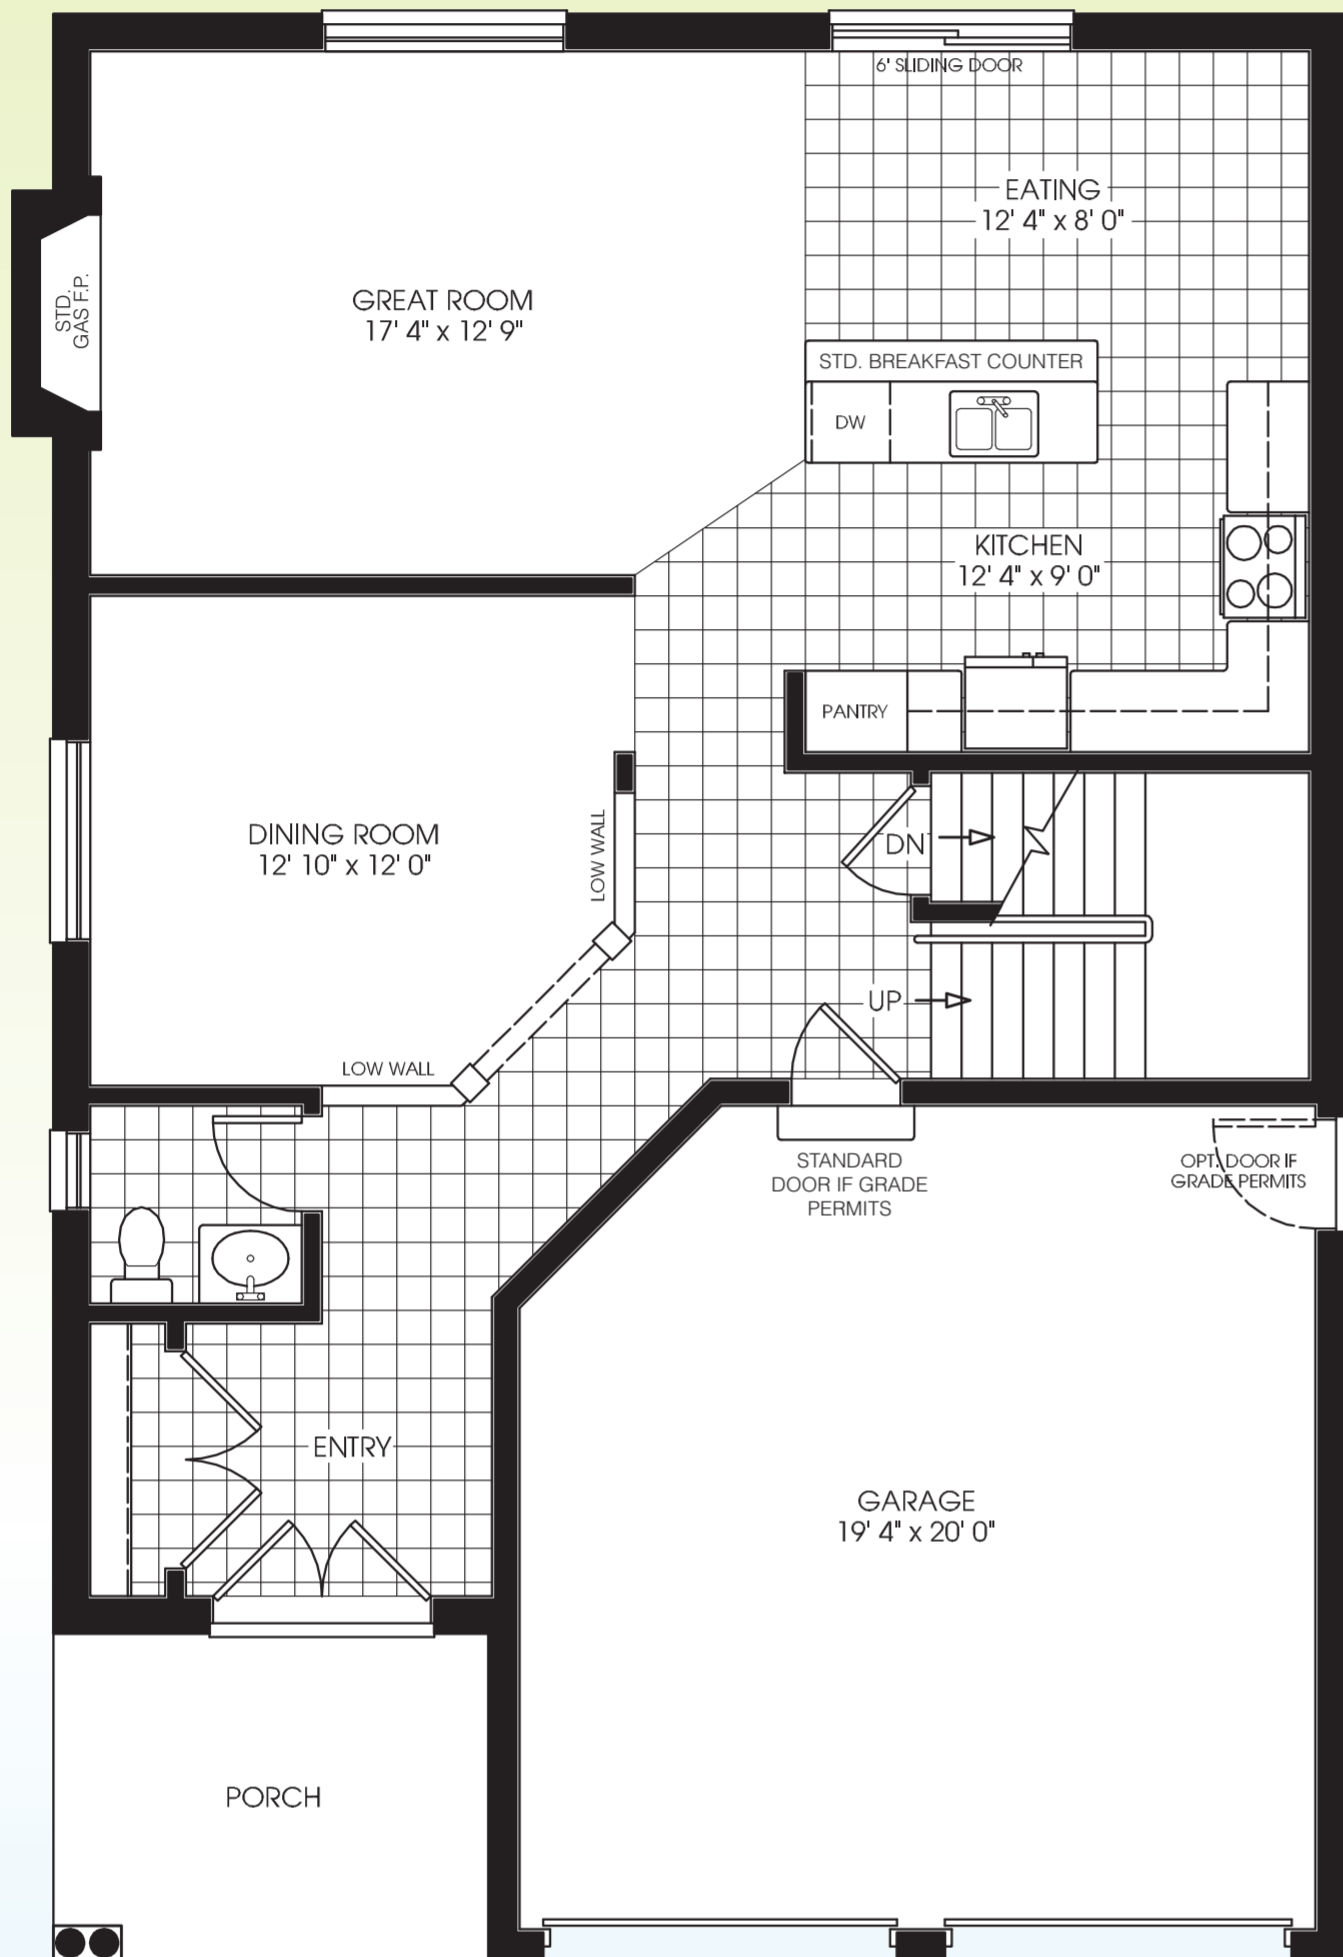 6' SLIDING DOOR
EATING
12' 4" x 8' 0"
STD.
GAS F.P.
GREAT ROOM
17' 4" x 12' 9"
STD. BREAKFAST COUNTER
DW
KITCHEN
12' 4" x 9' 0"
PANTRY
DINING ROOM
12' 10" x 12' 0"
LOW WALL
DN
UP
LOW WALL
STANDARD
DOOR IF GRADE
PERMITS
OPT. DOOR IF
GRADE PERMITS
ENTRY
GARAGE
19' 4" x 20' 0"
PORCH